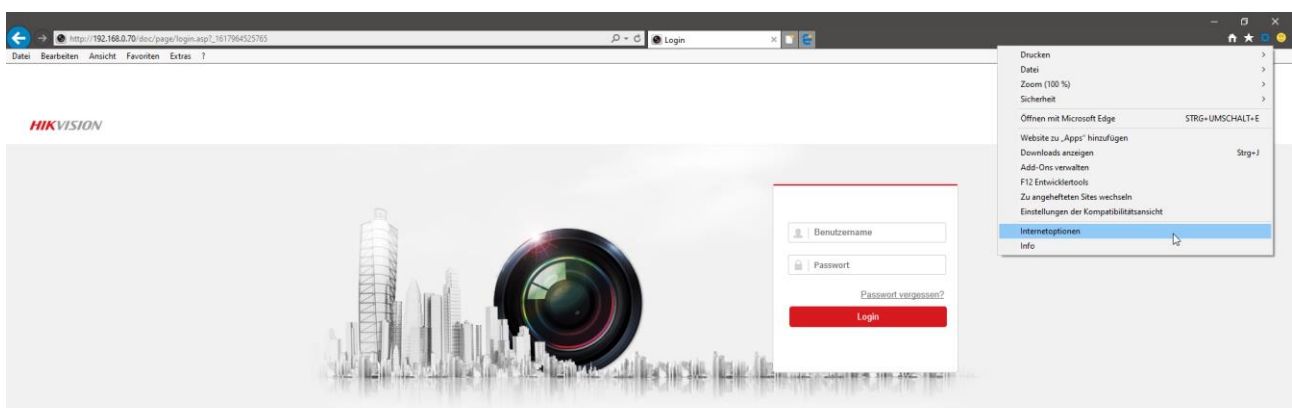 http://192.168.0.70/doc/page/login.asp?_1617964525765
Login
Datei Bearbeiten Ansicht Favoriten Extras ?
HIKVISION
Benutzername
Passwort
Passwort vergessen?
Login
Drucken
Datei
Zoom (100 %)
Sicherheit
Öffnen mit Microsoft Edge STRG+UMSCHALT+E
Website zu „Apps“ hinzufügen
Downloads anzeigen Strg+J
Add-Ons verwalten
F12 Entwicklertools
Zu angehefteten Sites wechseln
Einstellungen der Kompatibilitätsansicht
Internetoptionen
Info